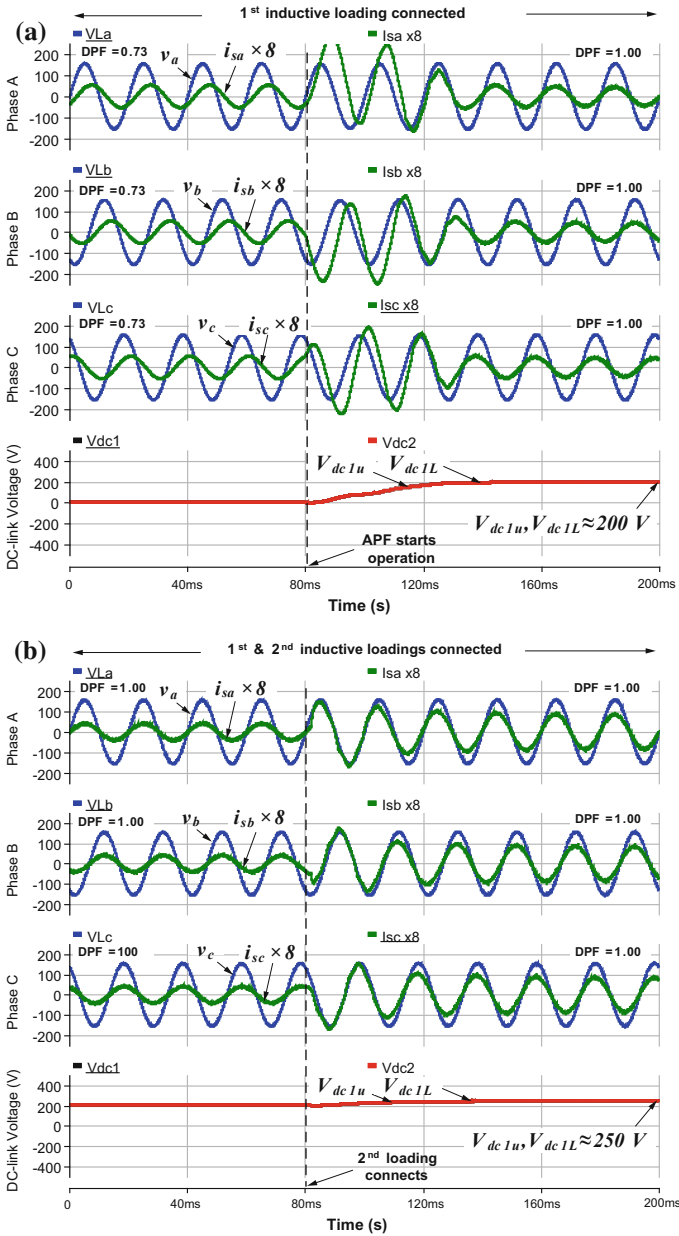 1st inductive loading connected
(a)
VLa
Isa x8
DPF =0.73
va
isa × 8
DPF =1.00
Phase A
200
100
0
-100
-200
VLb
Isb x8
DPF =0.73
vb
isb × 8
DPF =1.00
Phase B
200
100
0
-100
-200
VLc
Isc x8
DPF =0.73
vc
isc × 8
DPF =1.00
Phase C
200
100
0
-100
-200
Vdc1
Vdc2
DC-link Voltage (V)
400
200
0
-200
-400
Vdc1u
Vdc1L
Vdc1u, Vdc1L ≈ 200 V
APF starts
operation
0
40ms
80ms
120ms
160ms
200ms
Time (s)
(b)
1st & 2nd inductive loadings connected
VLa
Isa x8
DPF =1.00
va
isa × 8
DPF =1.00
Phase A
200
100
0
-100
-200
VLb
Isb x8
DPF =1.00
vb
isb × 8
DPF =1.00
Phase B
200
100
0
-100
-200
VLc
Isc x8
DPF =100
vc
isc × 8
DPF =1.00
Phase C
200
100
0
-100
-200
Vdc1
Vdc2
DC-link Voltage (V)
400
200
0
-200
-400
Vdc1u
Vdc1L
Vdc1u, Vdc1L ≈ 250 V
2nd loading
connects
0
40ms
80ms
120ms
160ms
200ms
Time (s)